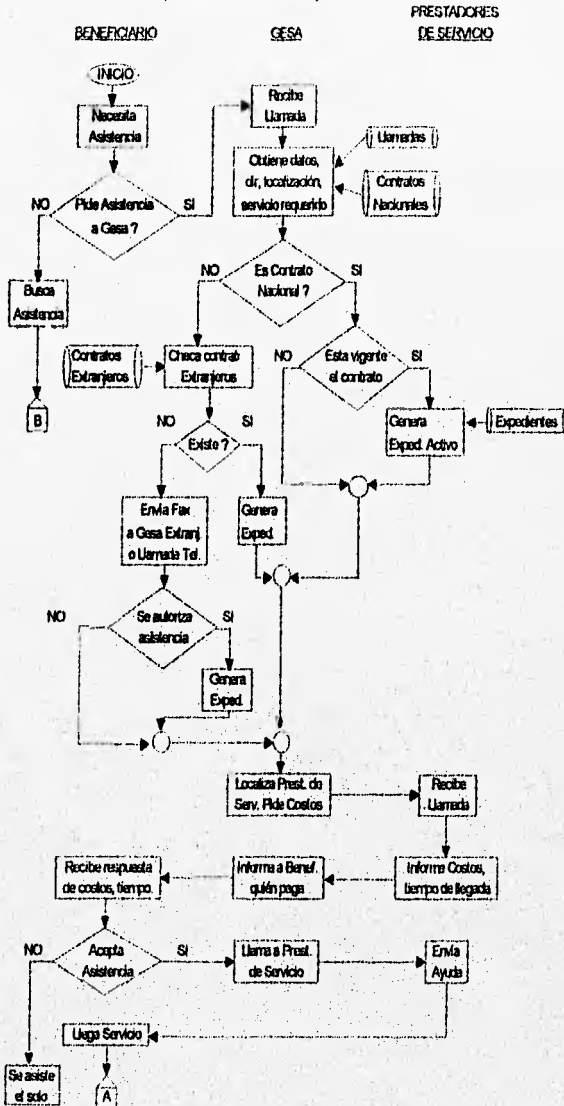 BENEFICIARIO
GESA
PRESTADORES
DE SERVICIO
INICIO
Necesita
Asistencia
Recibe
Llamada
NO
Pide Asistencia
a Gesa ?
SI
Obtiene datos,
dir, localización,
servicio requerido
Llamadas
Contratos
Nacionales
Busca
Asistencia
B
NO
Es Contrato
Nacional ?
SI
Contratos
Extranjeros
Checa contrato
Extranjeros
NO
Esta vigente
el contrato
SI
NO
Existe ?
SI
Genera
Exped. Activo
Expedientes
Envia Fax
a Gesa Extranj.
o Llamada Tel.
Genera
Exped.
NO
Se autoriza
asistencia
SI
Genera
Exped.
Localiza Prest. de
Serv. Pide Costos
Recibe
Llamada
Recibe respuesta
de costos, tiempo.
Informa a Benef.
quién paga
Informe Costos,
tiempo de llegada
NO
Acepta
Asistencia
SI
Llama a Prest.
de Servicio
Envia
Ayuda
Llega Servicio
Se asiste
el solo
A